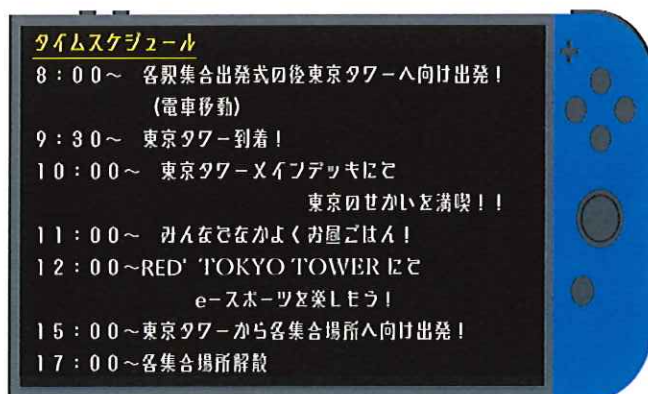 タイムスケジュール
8:00~ 各駅集合出発式の後東京タワーへ向け出発!
(電車移動)
9:30~ 東京タワー到着!
10:00~ 東京タワーメインデッキにて
東京のせかいを満喫!!
11:00~ みんなでなかよくお昼ごはん!
12:00~RED' TOKYO TOWER にて
e-スポーツを楽しもう!
15:00~東京タワーから各集合場所へ向け出発!
17:00~各集合場所解散